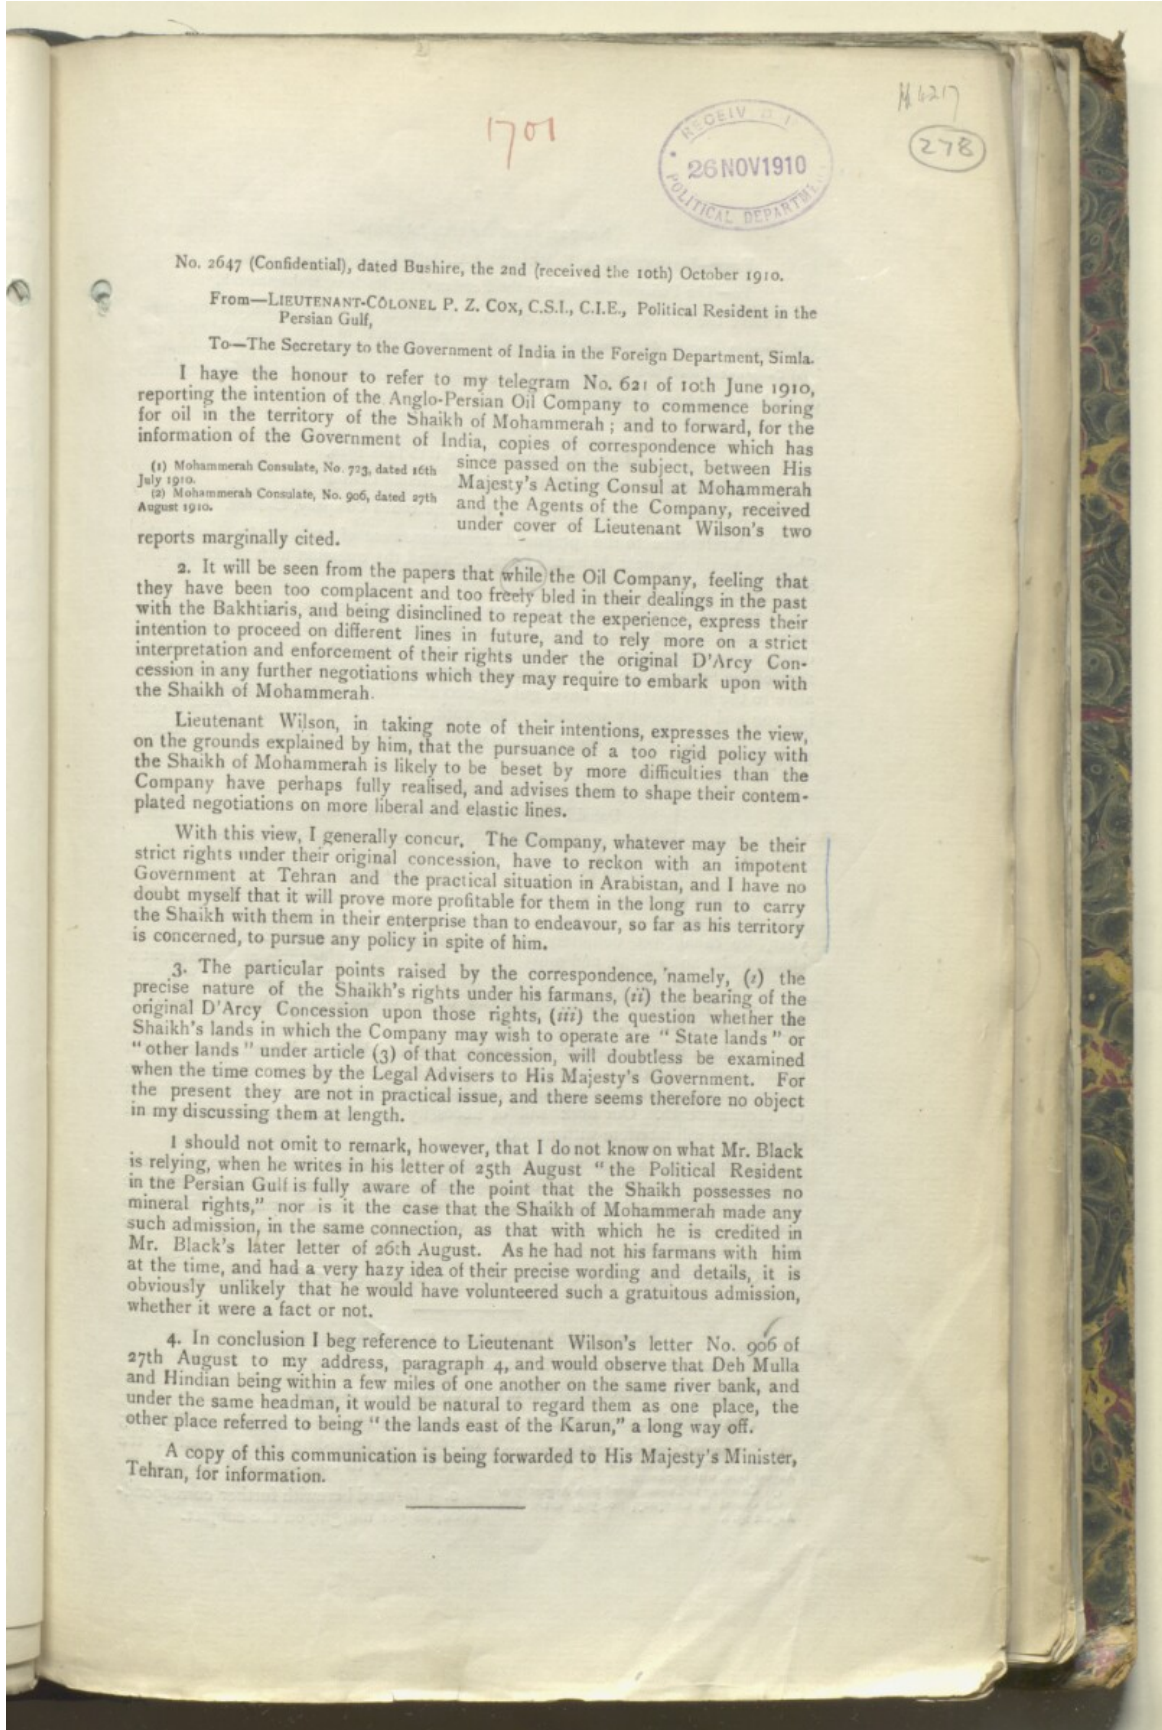 1701
RECEIV
26 NOV 1910
POLITICAL DEPARTM
278
No. 2647 (Confidential), dated Bushire, the 2nd (received the 10th) October 1910.
From—LIEUTENANT-COLONEL P. Z. COX, C.S.I., C.I.E., Political Resident in the
Persian Gulf,
To—The Secretary to the Government of India in the Foreign Department, Simla.
I have the honour to refer to my telegram No. 621 of 10th June 1910,
reporting the intention of the Anglo-Persian Oil Company to commence boring
for oil in the territory of the Shaikh of Mohammerah; and to forward, for the
information of the Government of India, copies of correspondence which has
(1) Mohammerah Consulate, No. 723, dated 16th
July 1910.
(2) Mohammerah Consulate, No. 906, dated 27th
August 1910.
since passed on the subject, between His
Majesty's Acting Consul at Mohammerah
and the Agents of the Company, received
under cover of Lieutenant Wilson's two
reports marginally cited.
2. It will be seen from the papers that while the Oil Company, feeling that
they have been too complacent and too freely bled in their dealings in the past
with the Bakhtiaris, and being disinclined to repeat the experience, express their
intention to proceed on different lines in future, and to rely more on a strict
interpretation and enforcement of their rights under the original D'Arcy Con-
cession in any further negotiations which they may require to embark upon with
the Shaikh of Mohammerah.
Lieutenant Wilson, in taking note of their intentions, expresses the view,
on the grounds explained by him, that the pursuance of a too rigid policy with
the Shaikh of Mohammerah is likely to be beset by more difficulties than the
Company have perhaps fully realised, and advises them to shape their contem-
plated negotiations on more liberal and elastic lines.
With this view, I generally concur. The Company, whatever may be their
strict rights under their original concession, have to reckon with an impotent
Government at Tehran and the practical situation in Arabistan, and I have no
doubt myself that it will prove more profitable for them in the long run to carry
the Shaikh with them in their enterprise than to endeavour, so far as his territory
is concerned, to pursue any policy in spite of him.
3. The particular points raised by the correspondence, namely, (i) the
precise nature of the Shaikh's rights under his farmans, (ii) the bearing of the
original D'Arcy Concession upon those rights, (iii) the question whether the
Shaikh's lands in which the Company may wish to operate are " State lands " or
" other lands " under article (3) of that concession, will doubtless be examined
when the time comes by the Legal Advisers to His Majesty's Government. For
the present they are not in practical issue, and there seems therefore no object
in my discussing them at length.
I should not omit to remark, however, that I do not know on what Mr. Black
is relying, when he writes in his letter of 25th August " the Political Resident
in the Persian Gulf is fully aware of the point that the Shaikh possesses no
mineral rights," nor is it the case that the Shaikh of Mohammerah made any
such admission, in the same connection, as that with which he is credited in
Mr. Black's later letter of 26th August. As he had not his farmans with him
at the time, and had a very hazy idea of their precise wording and details, it is
obviously unlikely that he would have volunteered such a gratuitous admission,
whether it were a fact or not.
4. In conclusion I beg reference to Lieutenant Wilson's letter No. 906 of
27th August to my address, paragraph 4, and would observe that Deh Mulla
and Hindian being within a few miles of one another on the same river bank, and
under the same headman, it would be natural to regard them as one place, the
other place referred to being " the lands east of the Karun," a long way off.
A copy of this communication is being forwarded to His Majesty's Minister,
Tehran, for information.